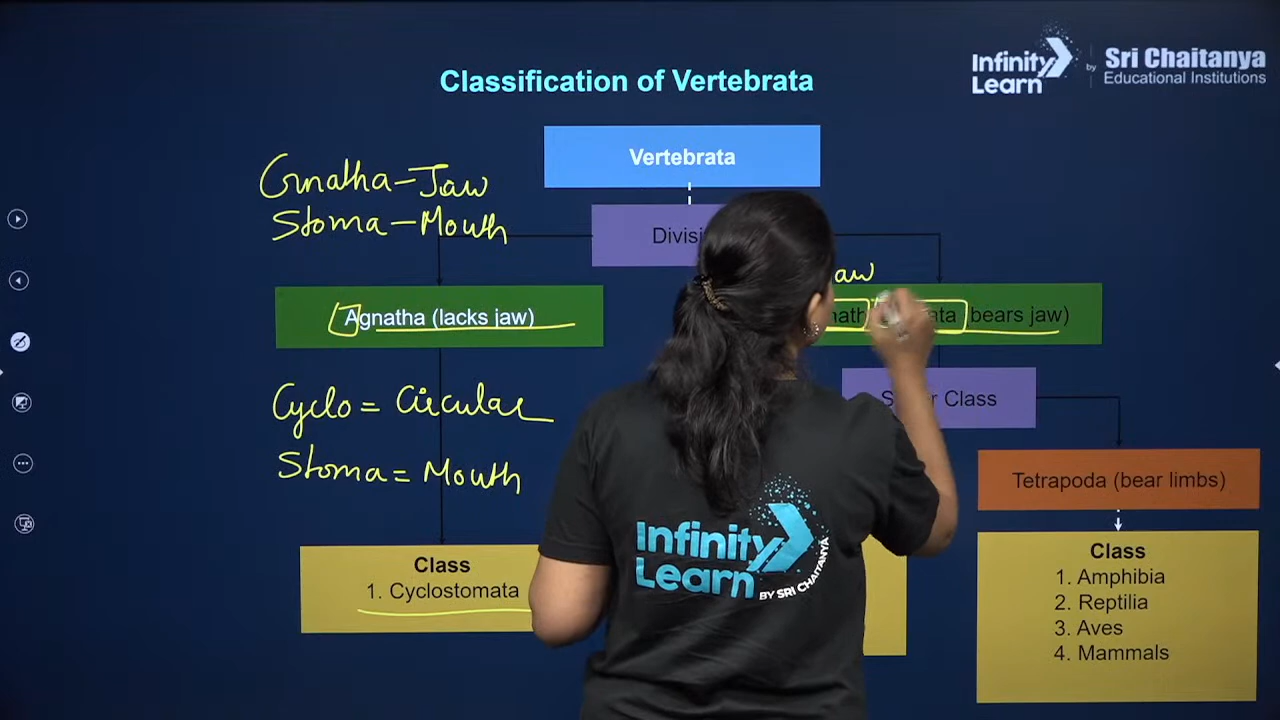 Infinity
Learn
by
Sri Chaitanya
Educational Institutions
Classification of Vertebrata
Vertebrata
Gnatha - Jaw
Stoma - Mouth
Agnatha (lacks jaw)
(bears jaw)
Cyclo = Circular
Class
Stoma = Mouth
Tetrapoda (bear limbs)
Class
1. Cyclostomata
Class
1. Amphibia
2. Reptilia
3. Aves
4. Mammals
Infinity
Learn
BY SRI CHAITANYA